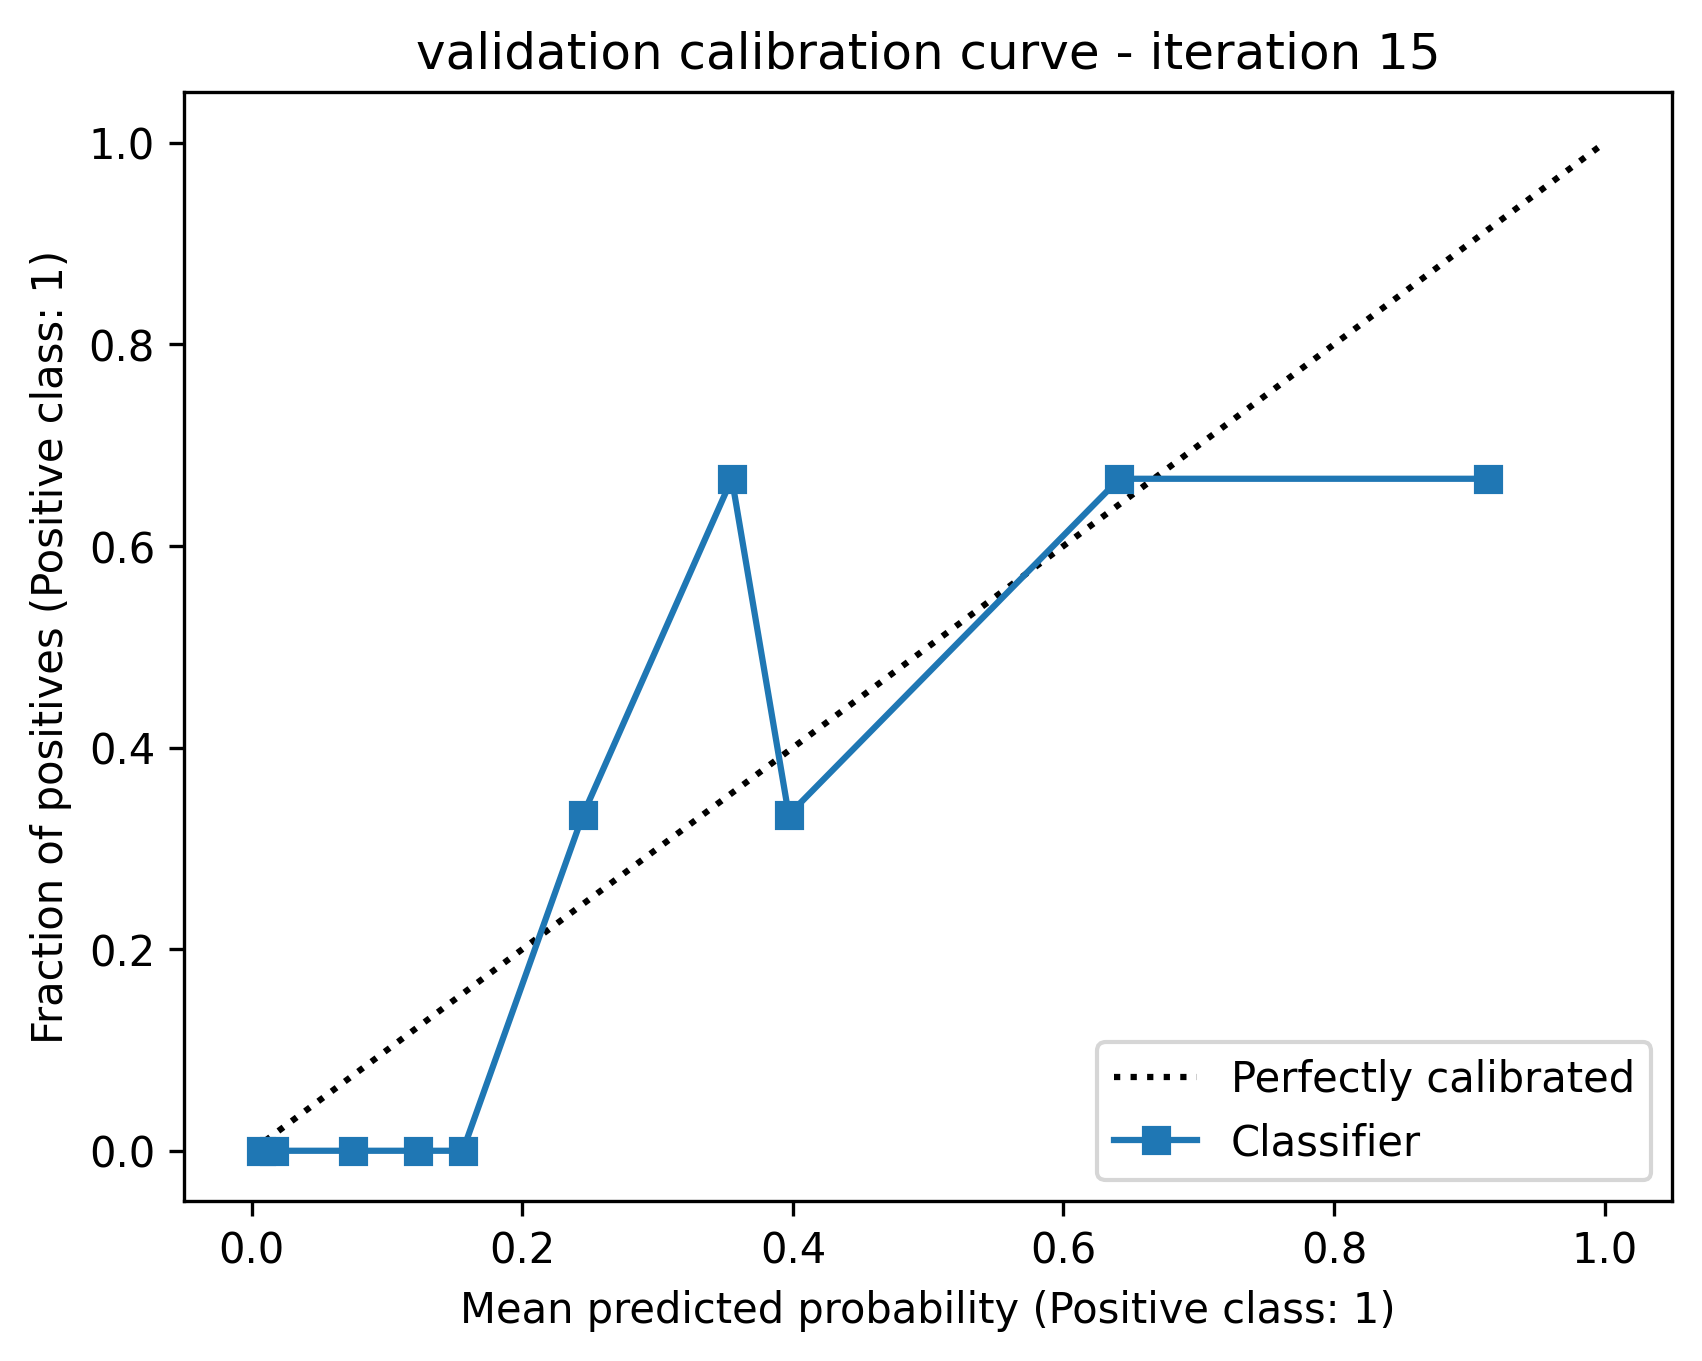 validation calibration curve - iteration 15
Fraction of positives (Positive class: 1)
1.0
0.8
0.6
0.4
0.2
0.0
Perfectly calibrated
Classifier
0.0 0.2 0.4 0.6 0.8 1.0
Mean predicted probability (Positive class: 1)